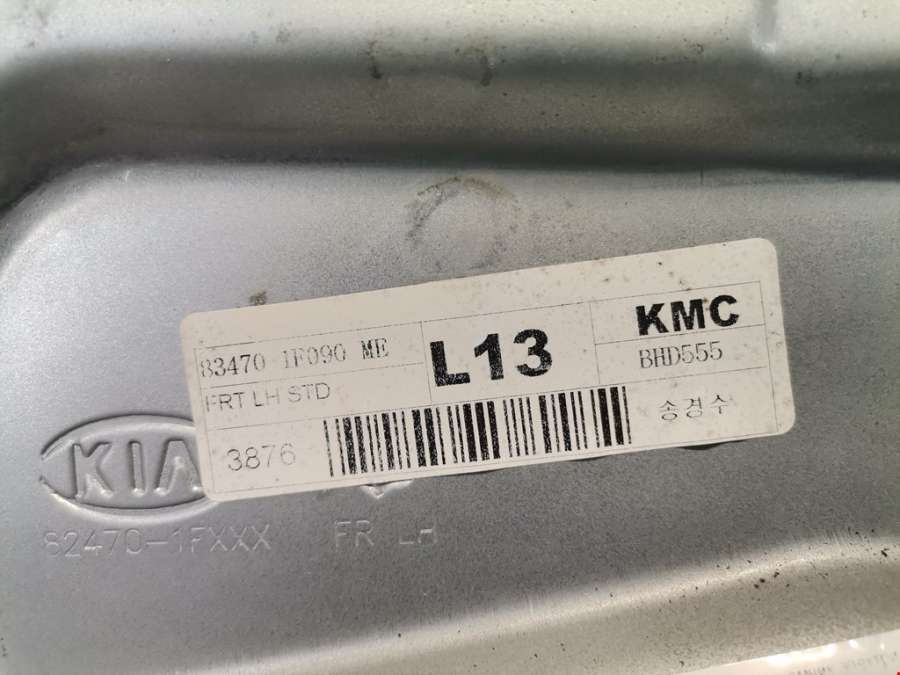 83470 1F090 ME
FRT LH STD
L13
KMC
BHD555
3876
송경수
KIA
82470-1FXXX FR LH